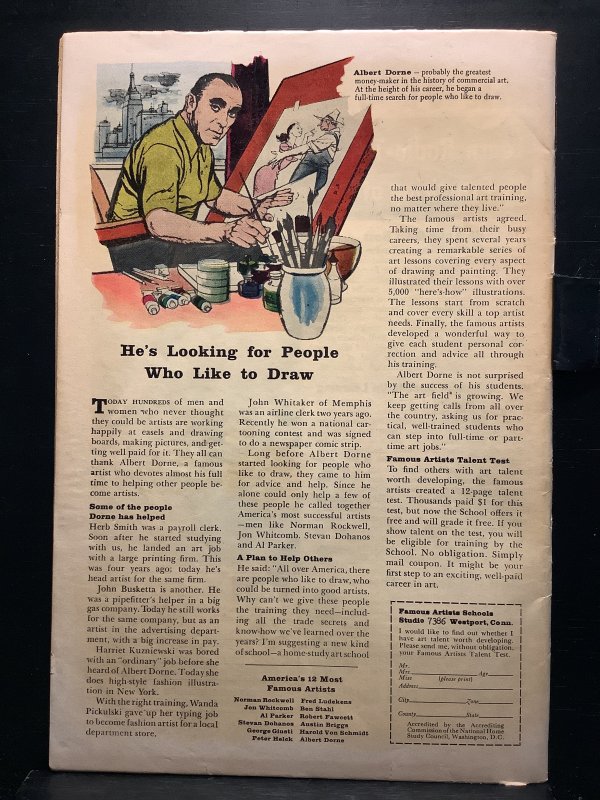 Albert Dorne – probably the greatest
money-maker in the history of commercial art.
At the height of his career, he began a
full-time search for people who like to draw.
He's Looking for People
Who Like to Draw
TODAY HUNDREDS of men and
women who never thought
they could be artists are working
happily at easels and drawing
boards, making pictures, and get-
ting well paid for it. They all can
thank Albert Dorne, a famous
artist who devotes almost his full
time to helping other people be-
come artists.
Some of the people
Dorne has helped
Herb Smith was a payroll clerk.
Soon after he started studying
with us, he landed an art job
with a large printing firm. This
was four years ago; today he's
head artist for the same firm.
John Busketta is another. He
was a pipefitter's helper in a big
gas company. Today he still works
for the same company, but as an
artist in the advertising depart-
ment, with a big increase in pay.
Harriet Kuzniewski was bored
with an "ordinary" job before she
heard of Albert Dorne. Today she
does high-style fashion illustra-
tion in New York.
With the right training, Wanda
Pickulski gave up her typing job
to become fashion artist for a local
department store.
John Whitaker of Memphis
was an airline clerk two years ago.
Recently he won a national car-
tooning contest and was signed
to do a newspaper comic strip.
Long before Albert Dorne
started looking for people who
like to draw, they came to him
for advice and help. Since he
alone could only help a few of
these people he called together
America's most successful artists
—men like Norman Rockwell,
Jon Whitcomb, Stevan Dohanos
and Al Parker.
A Plan to Help Others
He said: "All over America, there
are people who like to draw, who
could be turned into good artists.
Why can't we give these people
the training they need—includ-
ing all the trade secrets and
know-how we've learned over the
years? I'm suggesting a new kind
of school—a home-study art school
America's 12 Most
Famous Artists
Norman Rockwell Fred Ludekens
Jon Whitcomb Ben Stahl
Al Parker Robert Fawcett
Stevan Dohanos Austin Briggs
George Giusti Harold Von Schmidt
Peter Helck Albert Dorne
that would give talented people
the best professional art training,
no matter where they live."
The famous artists agreed.
Taking time from their busy
careers, they spent several years
creating a remarkable series of
art lessons covering every aspect
of drawing and painting. They
illustrated their lessons with over
5,000 "here's-how" illustrations.
The lessons start from scratch
and cover every skill a top artist
needs. Finally, the famous artists
developed a wonderful way to
give each student personal cor-
rection and advice all through
his training.
Albert Dorne is not surprised
by the success of his students.
"The art field" is growing. We
keep getting calls from all over
the country, asking us for prac-
tical, well-trained students who
can step into full-time or part-
time art jobs."
Famous Artists Talent Test
To find others with art talent
worth developing, the famous
artists created a 12-page talent
test. Thousands paid $1 for this
test, but now the School offers it
free and will grade it free. If you
show talent on the test, you will
be eligible for training by the
School. No obligation. Simply
mail coupon. It might be your
first step to an exciting, well-paid
career in art.
Famous Artists Schools
Studio 7386 Westport, Conn.
I would like to find out whether I
have art talent worth developing.
Please send me, without obligation,
your Famous Artists Talent Test.
Mr.
Mrs. Age
Miss (please print)
Address
City Zone
County State
Accredited by the Accrediting
Commission of the National Home
Study Council, Washington, D.C.